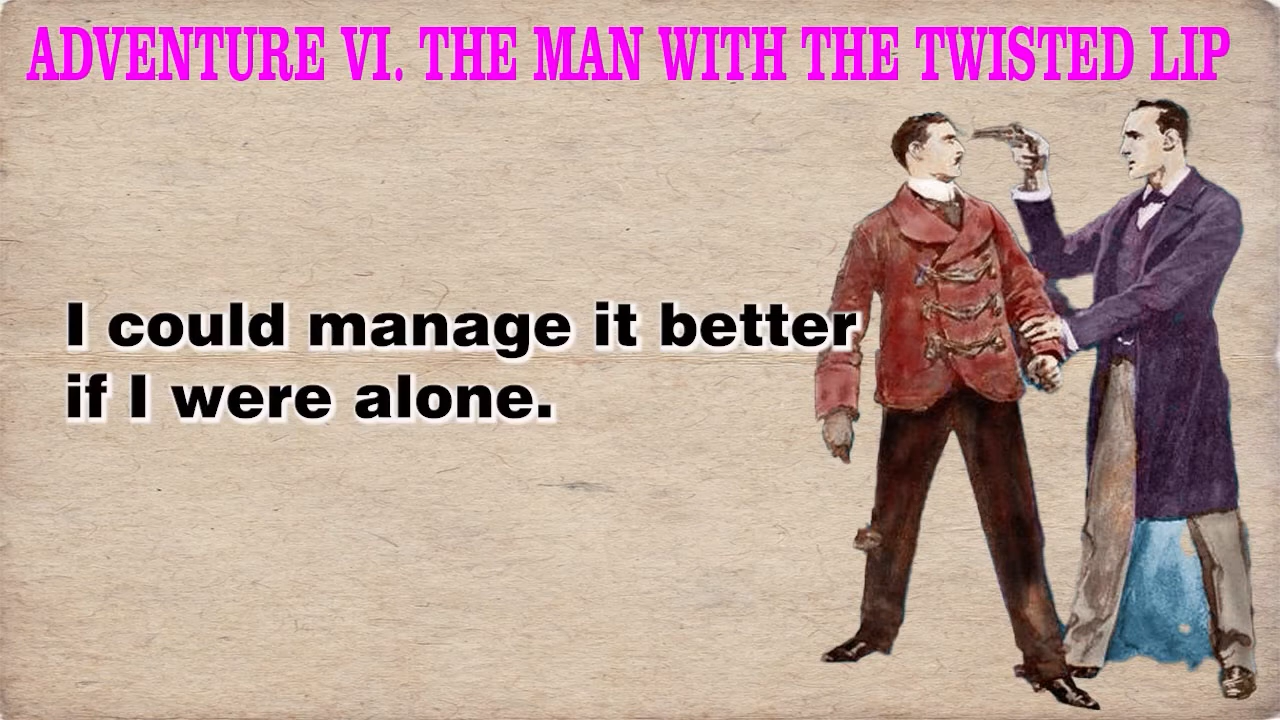 ADVENTURE VI. THE MAN WITH THE TWISTED LIP
I could manage it better
if I were alone.